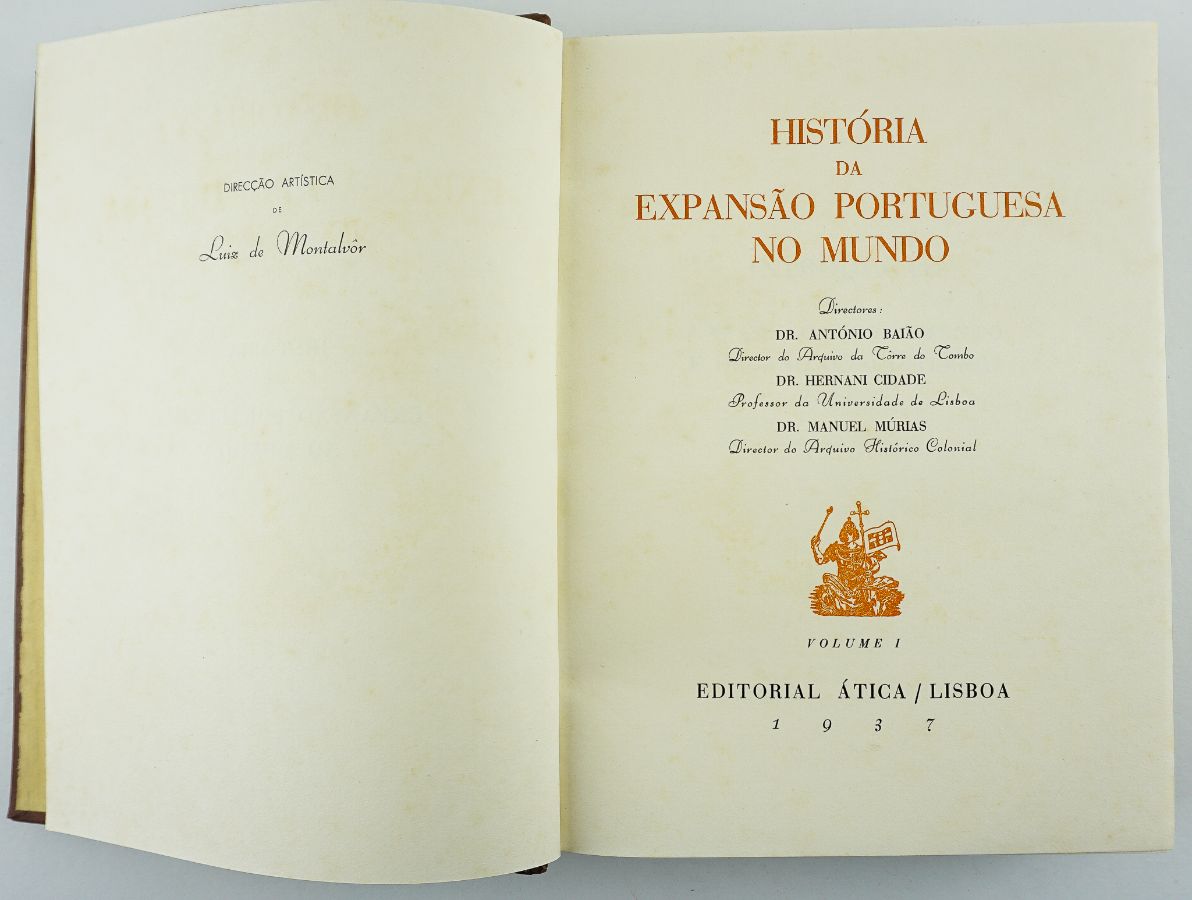 DIRECÇÃO ARTÍSTICA
DE
Luiz de Montalvôr
HISTÓRIA
DA
EXPANSÃO PORTUGUESA
NO MUNDO
Directores:
DR. ANTÓNIO BAIÃO
Director do Arquivo da Tôrre do Tombo
DR. HERNANI CIDADE
Professor da Universidade de Lisboa
DR. MANUEL MÚRIAS
Director do Arquivo Histórico Colonial
VOLUME I
EDITORIAL ÁTICA / LISBOA
1 9 3 7